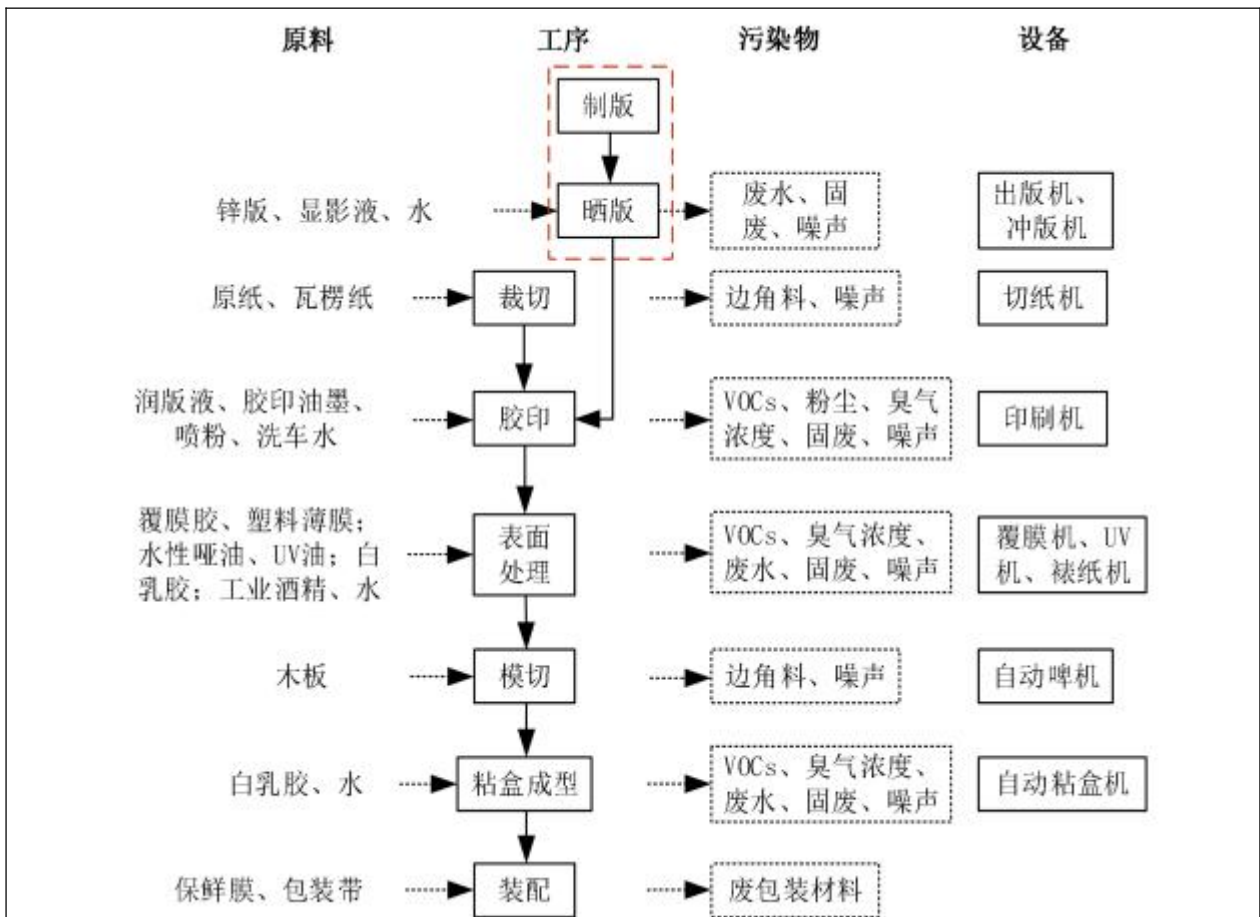 原料 工序 污染物 设备
制版
锌版、显影液、水 晒版 废水、固
废、噪声 出版机、
冲版机
原纸、瓦楞纸 裁切 边角料、噪声 切纸机
润版液、胶印油墨、
喷粉、洗车水 胶印 VOCs、粉尘、臭气
浓度、固废、噪声 印刷机
覆膜胶、塑料薄膜；
水性哑油、UV油；白
乳胶；工业酒精、水 表面
处理 VOCs、臭气浓度、
废水、固废、噪声 覆膜机、UV
机、裱纸机
木板 模切 边角料、噪声 自动啤机
白乳胶、水 粘盒成型 VOCs、臭气浓度、
废水、固废、噪声 自动粘盒机
保鲜膜、包装带 装配 废包装材料